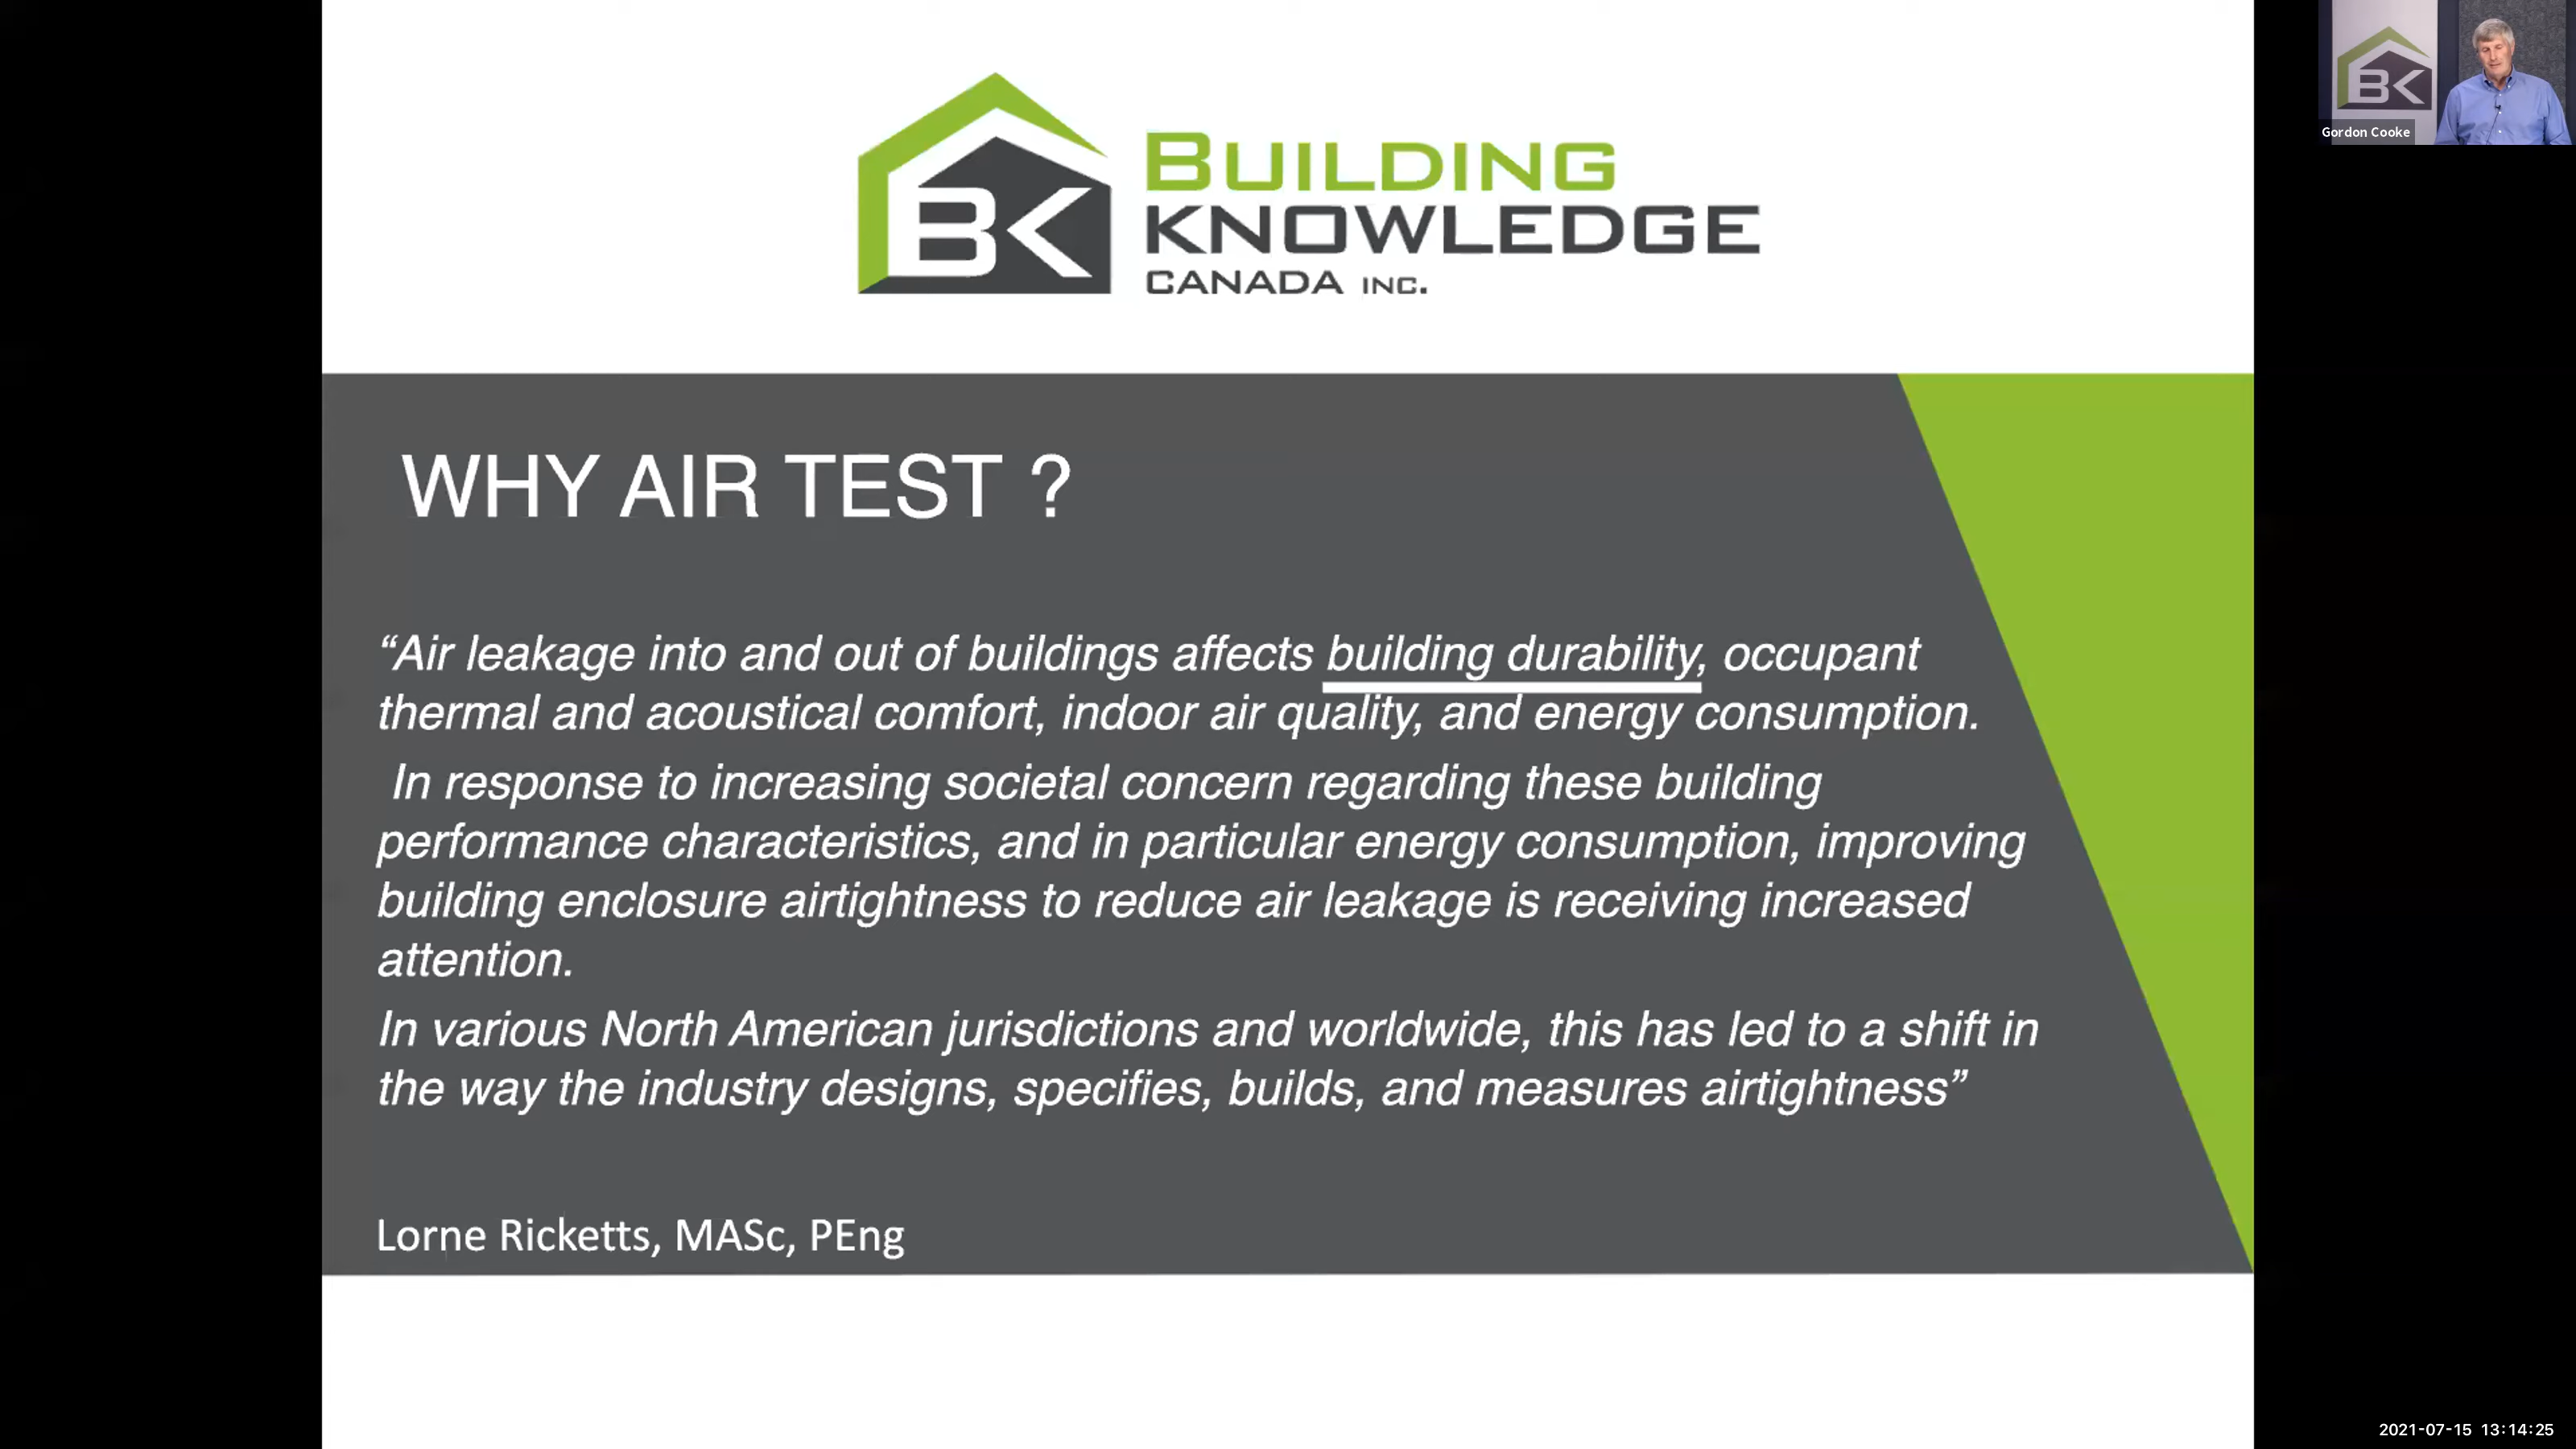 BK
BUILDING
KNOWLEDGE
CANADA INC.
BK
Gordon Cooke
WHY AIR TEST ?
“Air leakage into and out of buildings affects building durability, occupant
thermal and acoustical comfort, indoor air quality, and energy consumption.
In response to increasing societal concern regarding these building
performance characteristics, and in particular energy consumption, improving
building enclosure airtightness to reduce air leakage is receiving increased
attention.
In various North American jurisdictions and worldwide, this has led to a shift in
the way the industry designs, specifies, builds, and measures airtightness”
Lorne Ricketts, MASc, PEng
2021-07-15 13:14:25